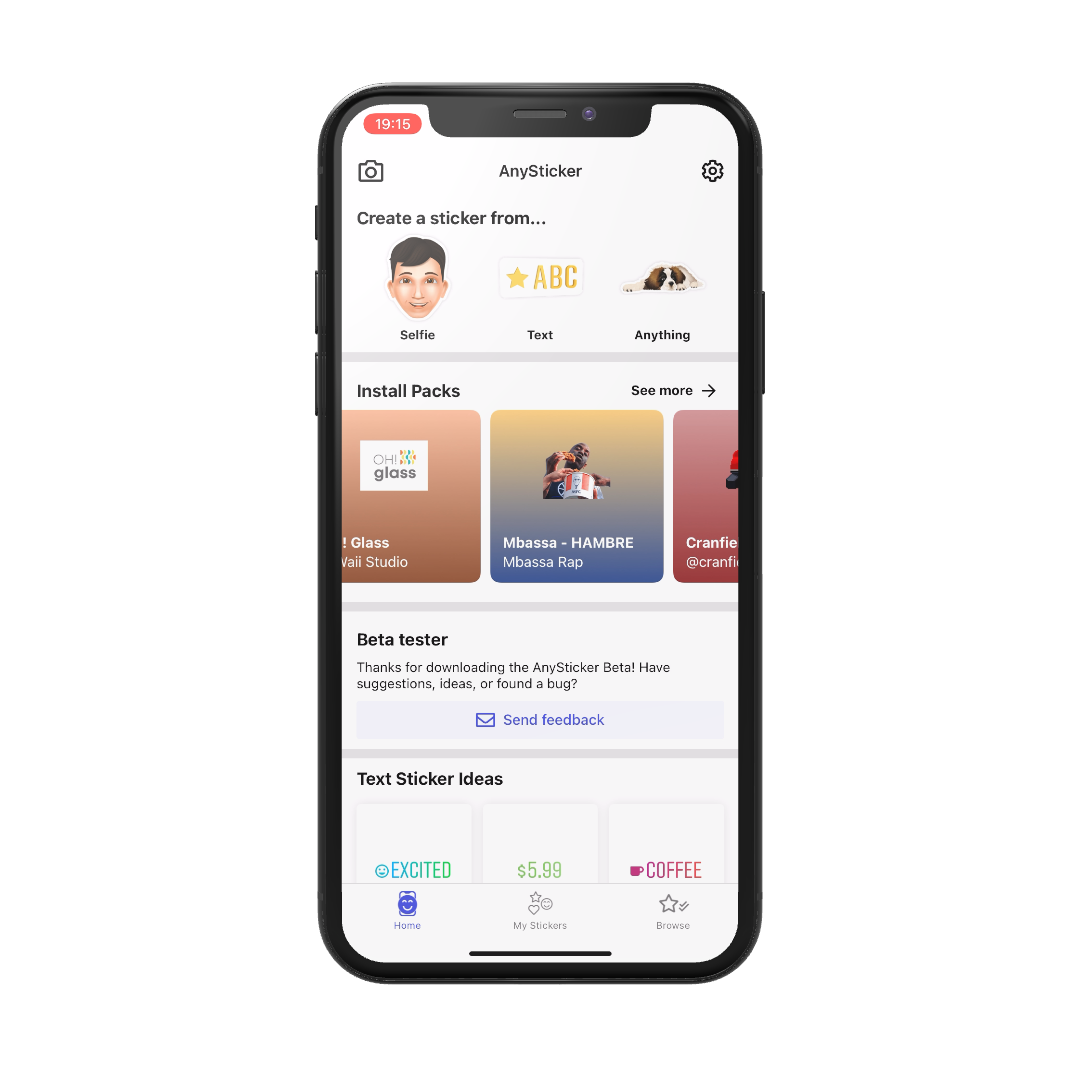 19:15
AnySticker
Create a sticker from...
ABC
Selfie
Text
Anything
Install Packs
See more
OHI
glass
! Glass
Waii Studio
Mbassa - HAMBRE
Mbassa Rap
Cranfie
@cranfi
Beta tester
Thanks for downloading the AnySticker Beta! Have
suggestions, ideas, or found a bug?
Send feedback
Text Sticker Ideas
EXCITED
$5.99
COFFEE
Home
My Stickers
Browse